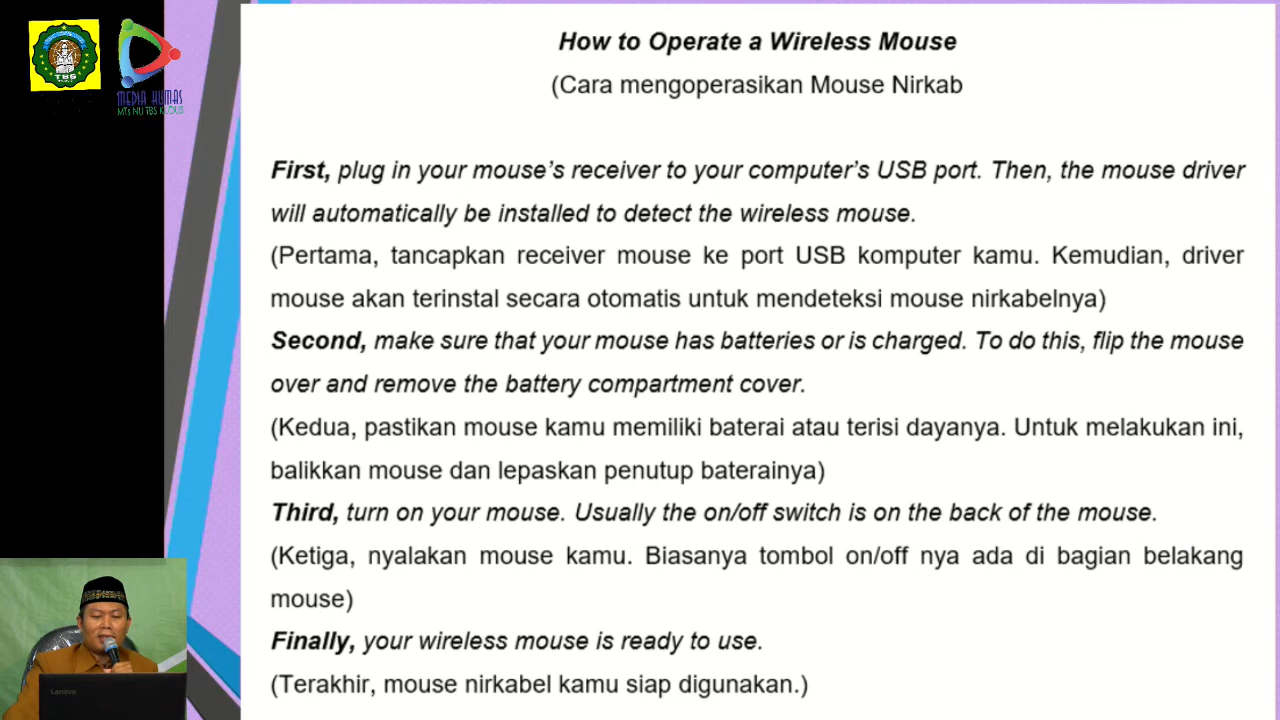 TBS
MEDIA HUMAS
MTs NU TBS KUDUS
How to Operate a Wireless Mouse
(Cara mengoperasikan Mouse Nirkab
First, plug in your mouse's receiver to your computer's USB port. Then, the mouse driver
will automatically be installed to detect the wireless mouse.
(Pertama, tancapkan receiver mouse ke port USB komputer kamu. Kemudian, driver
mouse akan terinstal secara otomatis untuk mendeteksi mouse nirkabelnya)
Second, make sure that your mouse has batteries or is charged. To do this, flip the mouse
over and remove the battery compartment cover.
(Kedua, pastikan mouse kamu memiliki baterai atau terisi dayanya. Untuk melakukan ini,
balikkan mouse dan lepaskan penutup baterainya)
Third, turn on your mouse. Usually the on/off switch is on the back of the mouse.
(Ketiga, nyalakan mouse kamu. Biasanya tombol on/off nya ada di bagian belakang
mouse)
Finally, your wireless mouse is ready to use.
(Terakhir, mouse nirkabel kamu siap digunakan.)
Lenovo